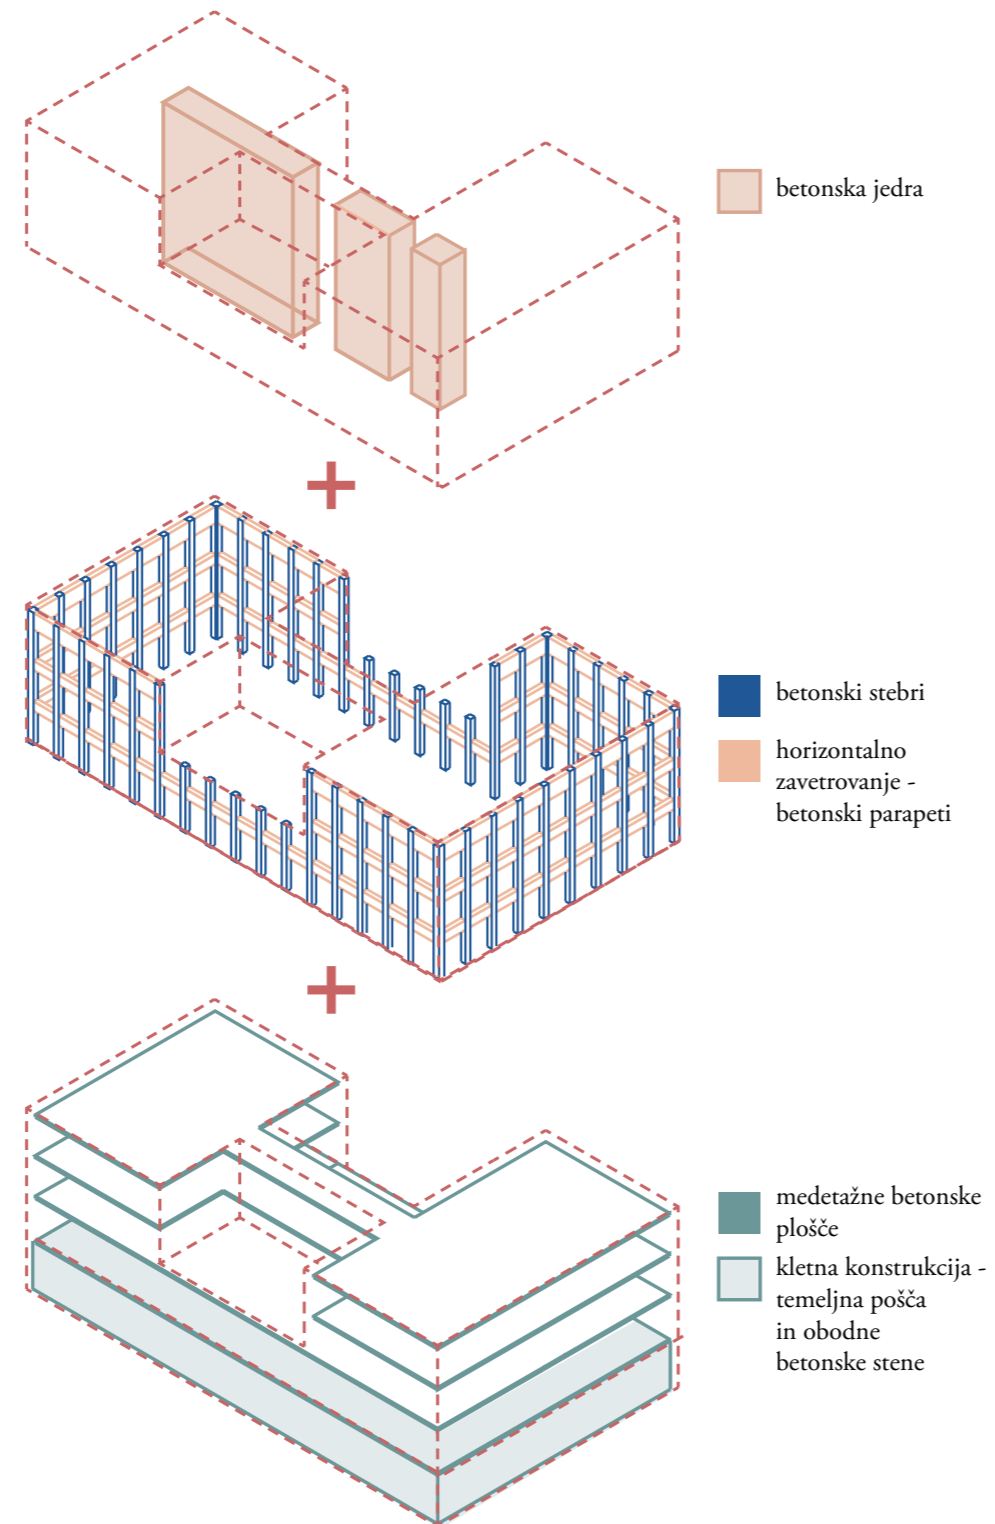 betonska jedra
betonski stebri
horizontalno
zavetrovanje -
betonski parapeti
medetažne betonske
plošče
kletna konstrukcija -
temeljna pošča
in obodne
betonske stene